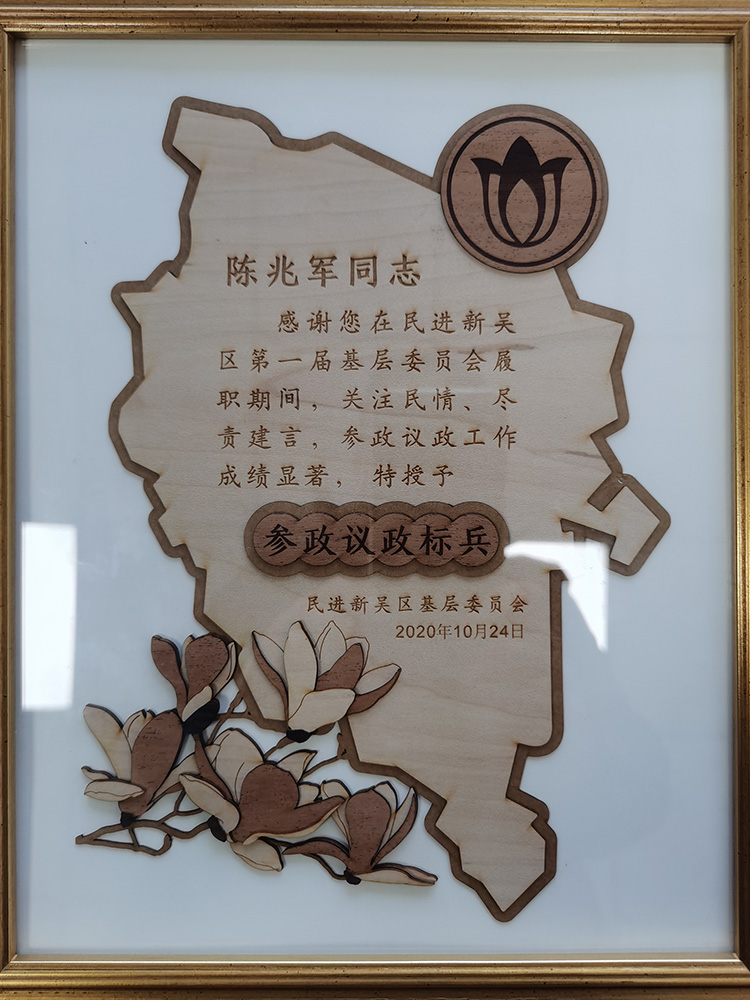 陈兆军同志
感谢您在民进新吴
区第一届基层委员会履
职期间，关注民情、尽
责建言，参政议政工作
成绩显著，特授予
参政议政标兵
民进新吴区基层委员会
2020年10月24日